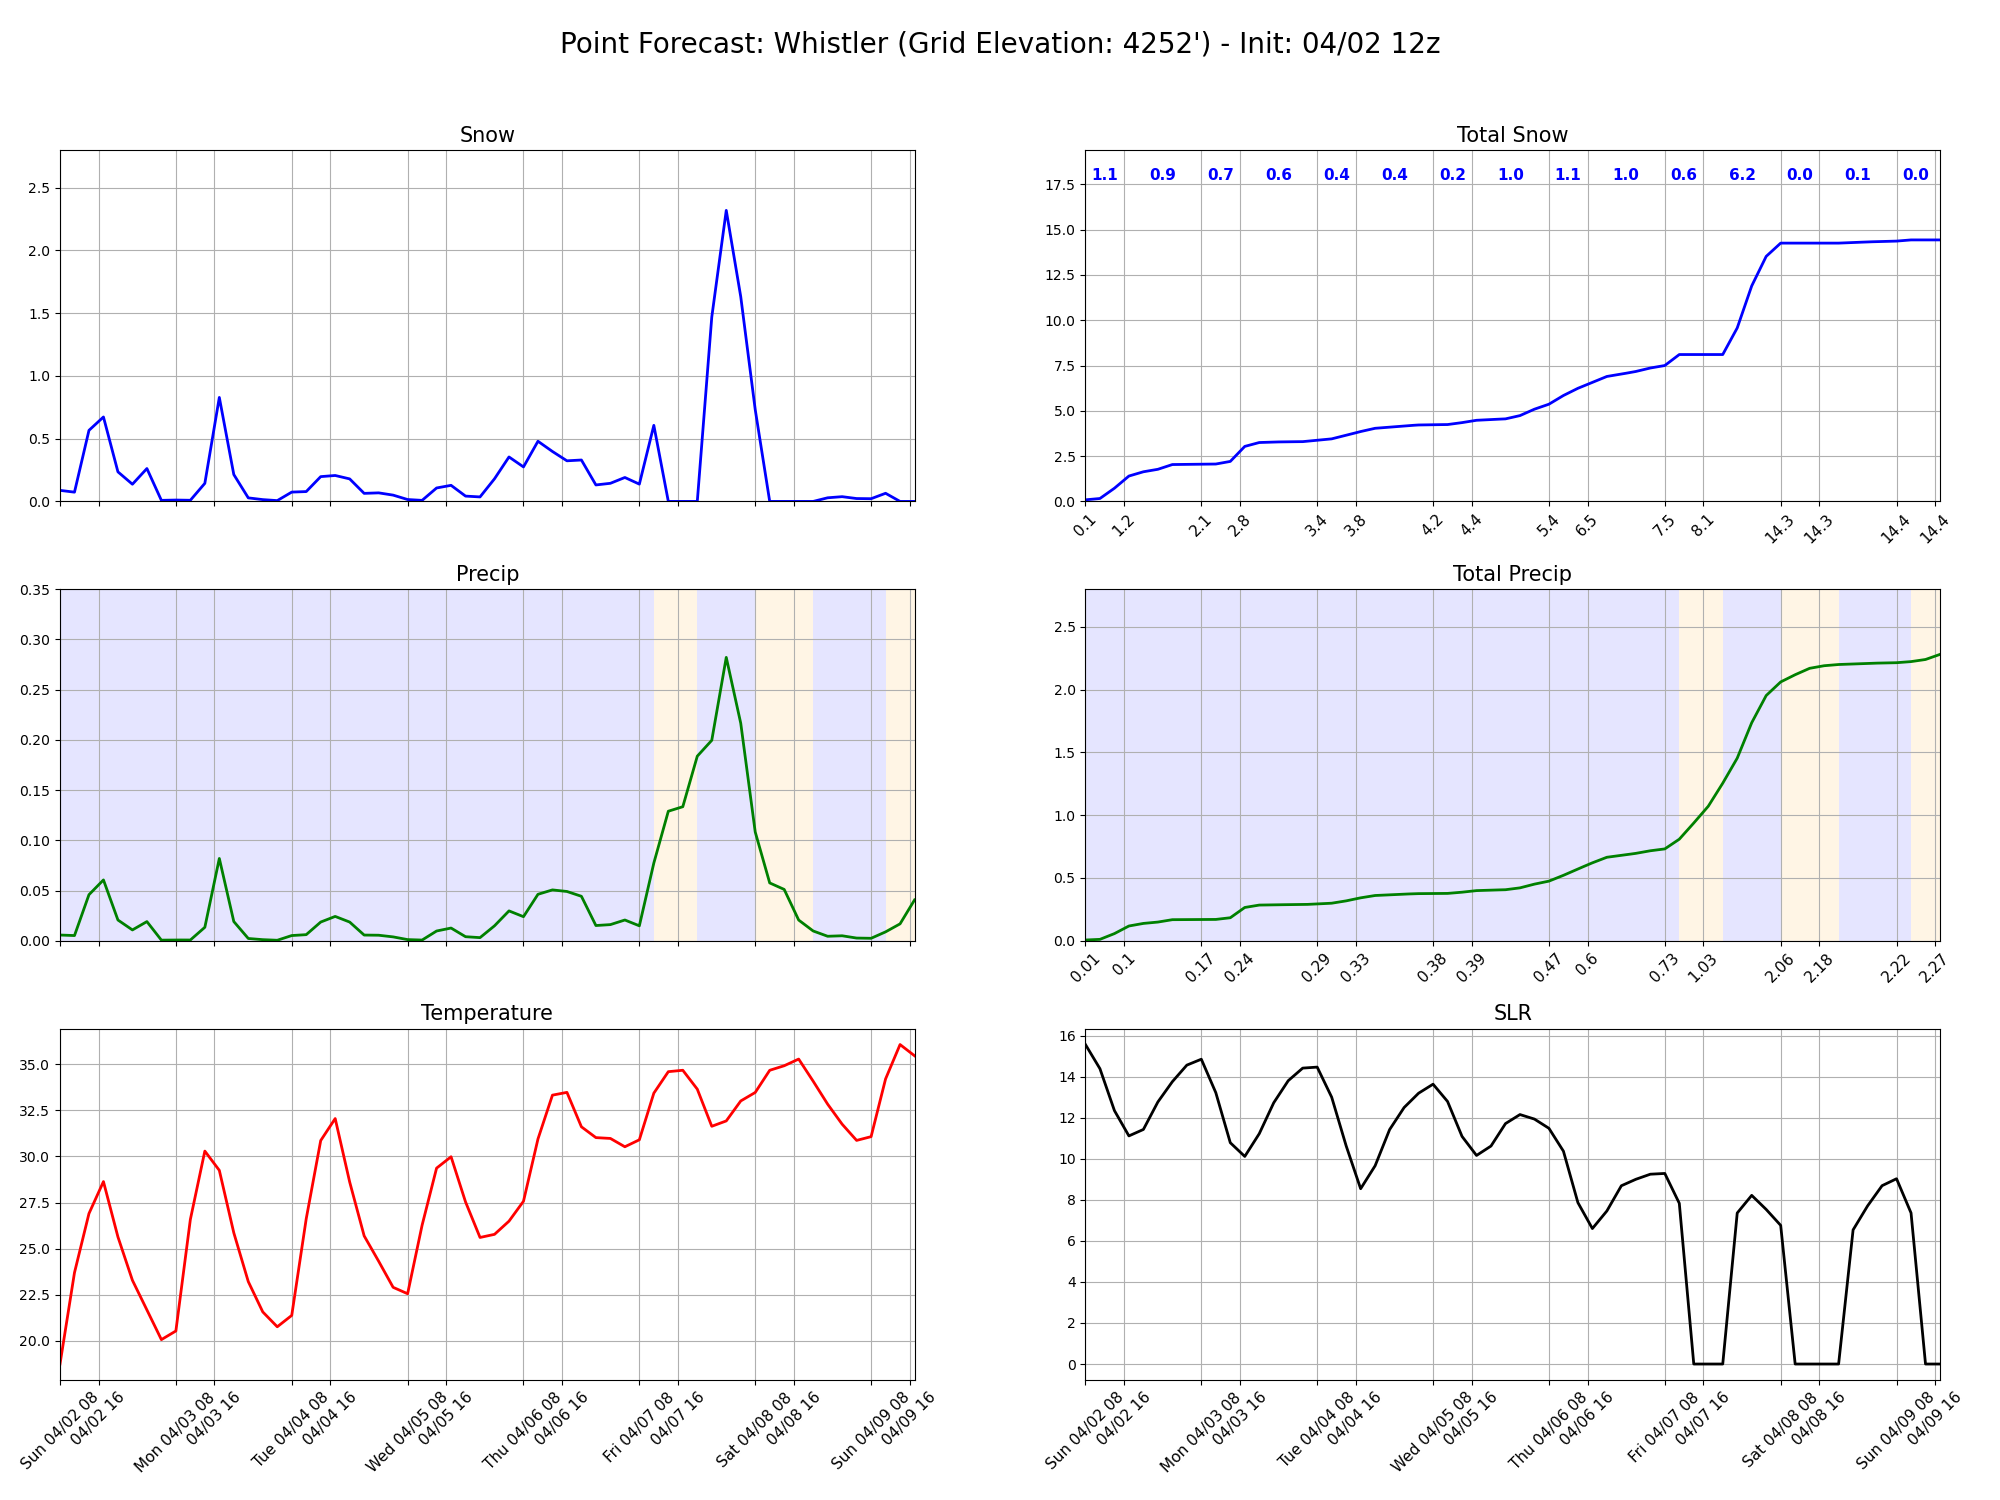 Point Forecast: Whistler (Grid Elevation: 4252') - Init: 04/02 12z
Snow
2.5
2.0
1.5
1.0
0.5
0.0
Total Snow
1.1 0.9 0.7 0.6 0.4 0.4 0.2 1.0 1.1 1.0 0.6 6.2 0.0 0.1 0.0
17.5
15.0
12.5
10.0
7.5
5.0
2.5
0.0
0.1 1.2 2.1 2.8 3.4 3.8 4.2 4.4 5.4 6.5 7.5 8.1 14.3 14.3 14.4 14.4
Precip
0.35
0.30
0.25
0.20
0.15
0.10
0.05
0.00
Total Precip
2.5
2.0
1.5
1.0
0.5
0.0
0.01 0.1 0.17 0.24 0.29 0.33 0.38 0.39 0.47 0.6 0.73 1.03 2.06 2.18 2.22 2.27
Temperature
35.0
32.5
30.0
27.5
25.0
22.5
20.0
Sun 04/02 08
04/02 16
Mon 04/03 08
04/03 16
Tue 04/04 08
04/04 16
Wed 04/05 08
04/05 16
Thu 04/06 08
04/06 16
Fri 04/07 08
04/07 16
Sat 04/08 08
04/08 16
Sun 04/09 08
04/09 16
SLR
16
14
12
10
8
6
4
2
0
Sun 04/02 08
04/02 16
Mon 04/03 08
04/03 16
Tue 04/04 08
04/04 16
Wed 04/05 08
04/05 16
Thu 04/06 08
04/06 16
Fri 04/07 08
04/07 16
Sat 04/08 08
04/08 16
Sun 04/09 08
04/09 16